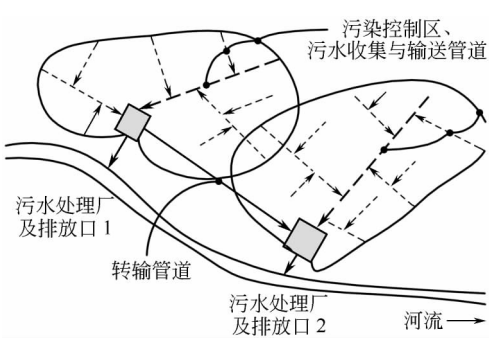 污染控制区、
污水收集与输送管道
污水处理厂
及排放口1
转输管道
污水处理厂
及排放口2
河流